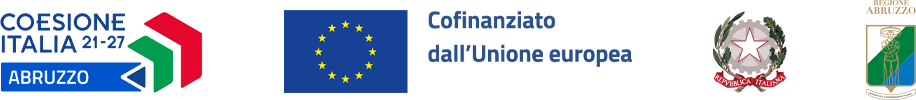 COESIONE
ITALIA 21-27
ABRUZZO
Cofinanziato
dall'Unione europea
REPVBBLICA ITALIANA
REGIONE
ABRUZZO